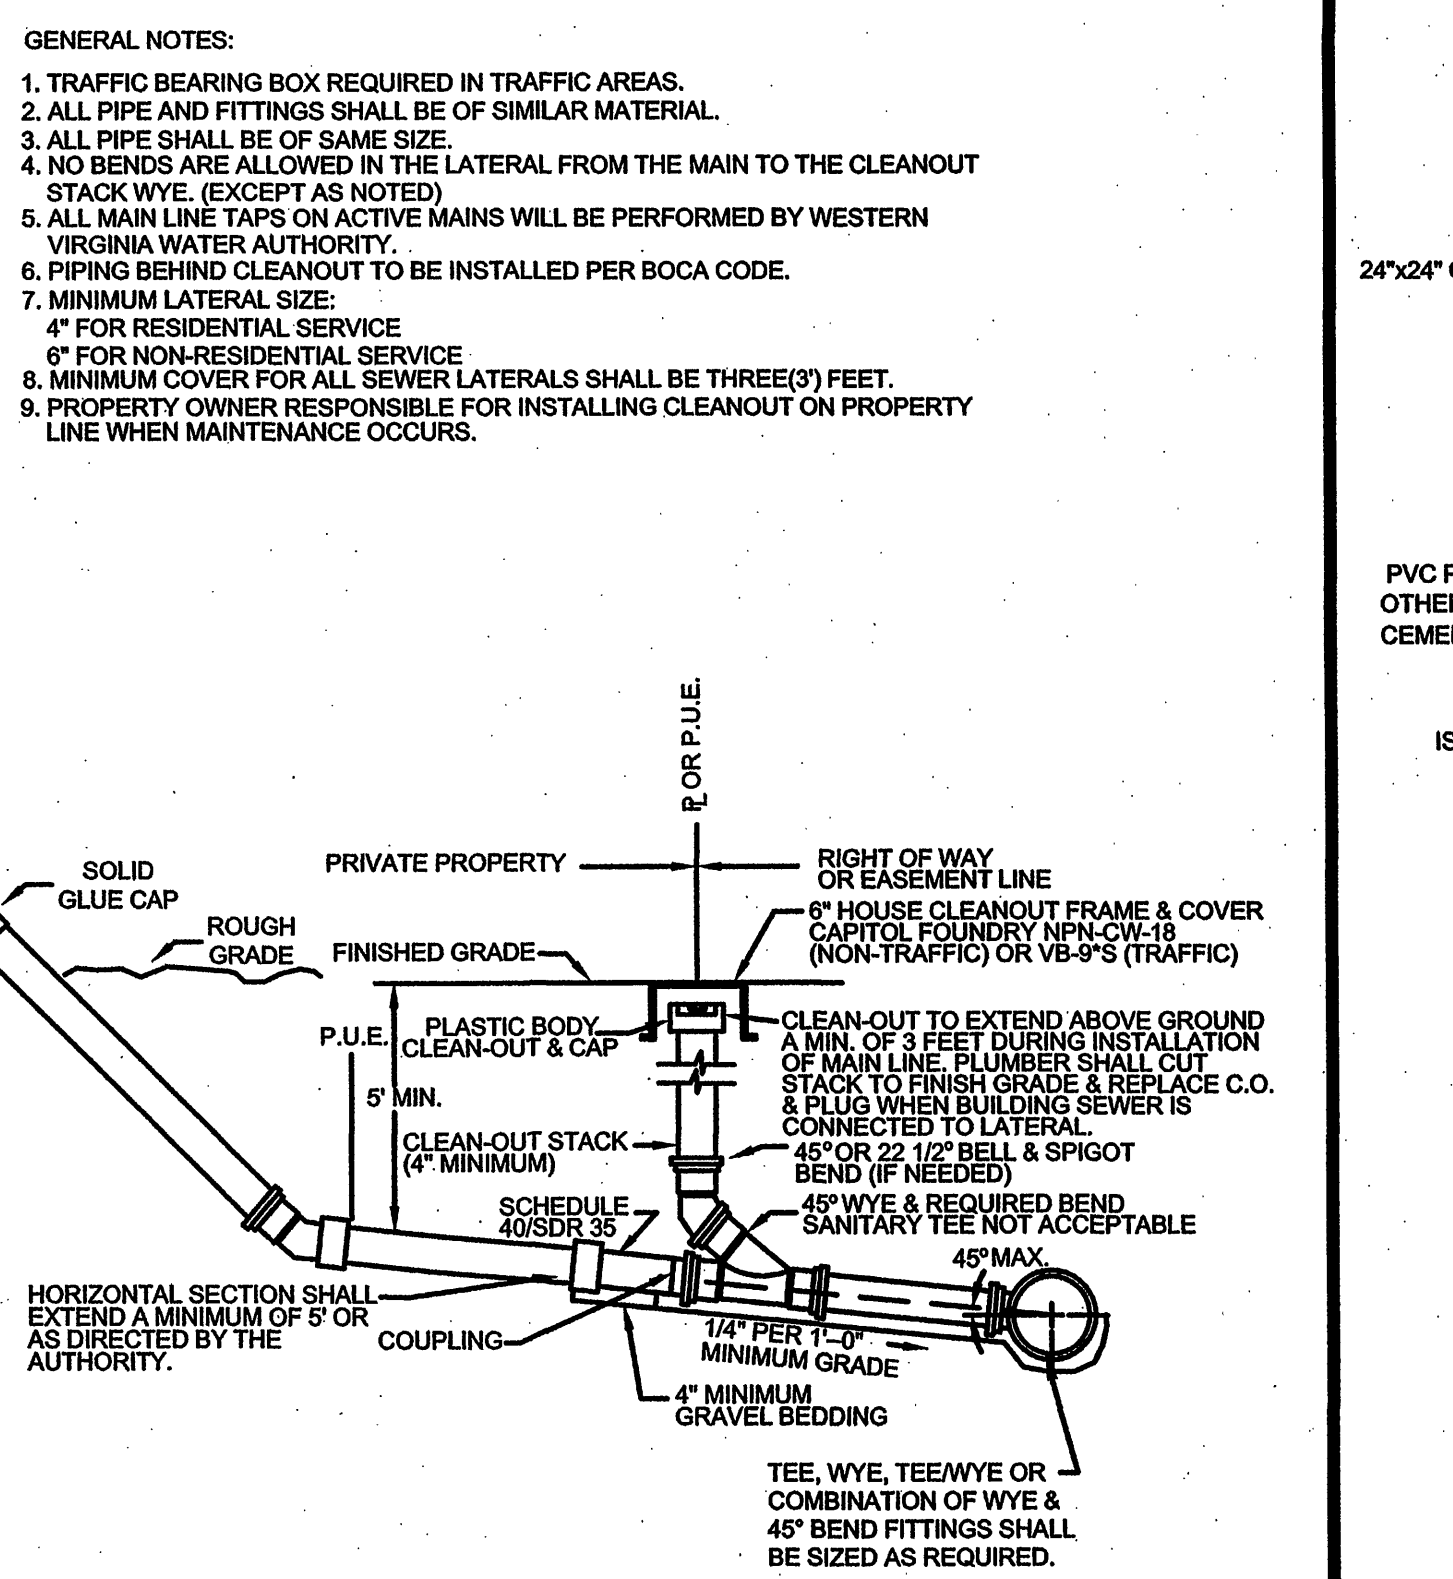 GENERAL NOTES:
1. TRAFFIC BEARING BOX REQUIRED IN TRAFFIC AREAS.
2. ALL PIPE AND FITTINGS SHALL BE OF SIMILAR MATERIAL.
3. ALL PIPE SHALL BE OF SAME SIZE.
4. NO BENDS ARE ALLOWED IN THE LATERAL FROM THE MAIN TO THE CLEANOUT
STACK WYE. (EXCEPT AS NOTED)
5. ALL MAIN LINE TAPS ON ACTIVE MAINS WILL BE PERFORMED BY WESTERN
VIRGINIA WATER AUTHORITY.
6. PIPING BEHIND CLEANOUT TO BE INSTALLED PER BOCA CODE.
7. MINIMUM LATERAL SIZE:
4" FOR RESIDENTIAL SERVICE
6" FOR NON-RESIDENTIAL SERVICE
8. MINIMUM COVER FOR ALL SEWER LATERALS SHALL BE THREE(3') FEET.
9. PROPERTY OWNER RESPONSIBLE FOR INSTALLING CLEANOUT ON PROPERTY
LINE WHEN MAINTENANCE OCCURS.
24"x24"
PVC
PL OR P.U.E.
PRIVATE PROPERTY
RIGHT OF WAY
OR EASEMENT LINE
SOLID
GLUE CAP
ROUGH
GRADE
FINISHED GRADE
6" HOUSE CLEANOUT FRAME & COVER
CAPITOL FOUNDRY NPN-CW-18
(NON-TRAFFIC) OR VB-9*S (TRAFFIC)
P.U.E.
PLASTIC BODY
CLEAN-OUT & CAP
CLEAN-OUT TO EXTEND ABOVE GROUND
A MIN. OF 3 FEET DURING INSTALLATION
OF MAIN LINE. PLUMBER SHALL CUT
STACK TO FINISH GRADE & REPLACE C.O.
& PLUG WHEN BUILDING SEWER IS
CONNECTED TO LATERAL.
5' MIN.
CLEAN-OUT STACK
(4" MINIMUM)
45° OR 22 1/2° BELL & SPIGOT
BEND (IF NEEDED)
SCHEDULE
40/SDR 35
45° WYE & REQUIRED BEND
SANITARY TEE NOT ACCEPTABLE
45° MAX.
HORIZONTAL SECTION SHALL
EXTEND A MINIMUM OF 5' OR
AS DIRECTED BY THE
AUTHORITY.
COUPLING
1/4" PER 1'-0"
MINIMUM GRADE
4" MINIMUM
GRAVEL BEDDING
TEE, WYE, TEE/WYE OR
COMBINATION OF WYE &
45° BEND FITTINGS SHALL
BE SIZED AS REQUIRED.